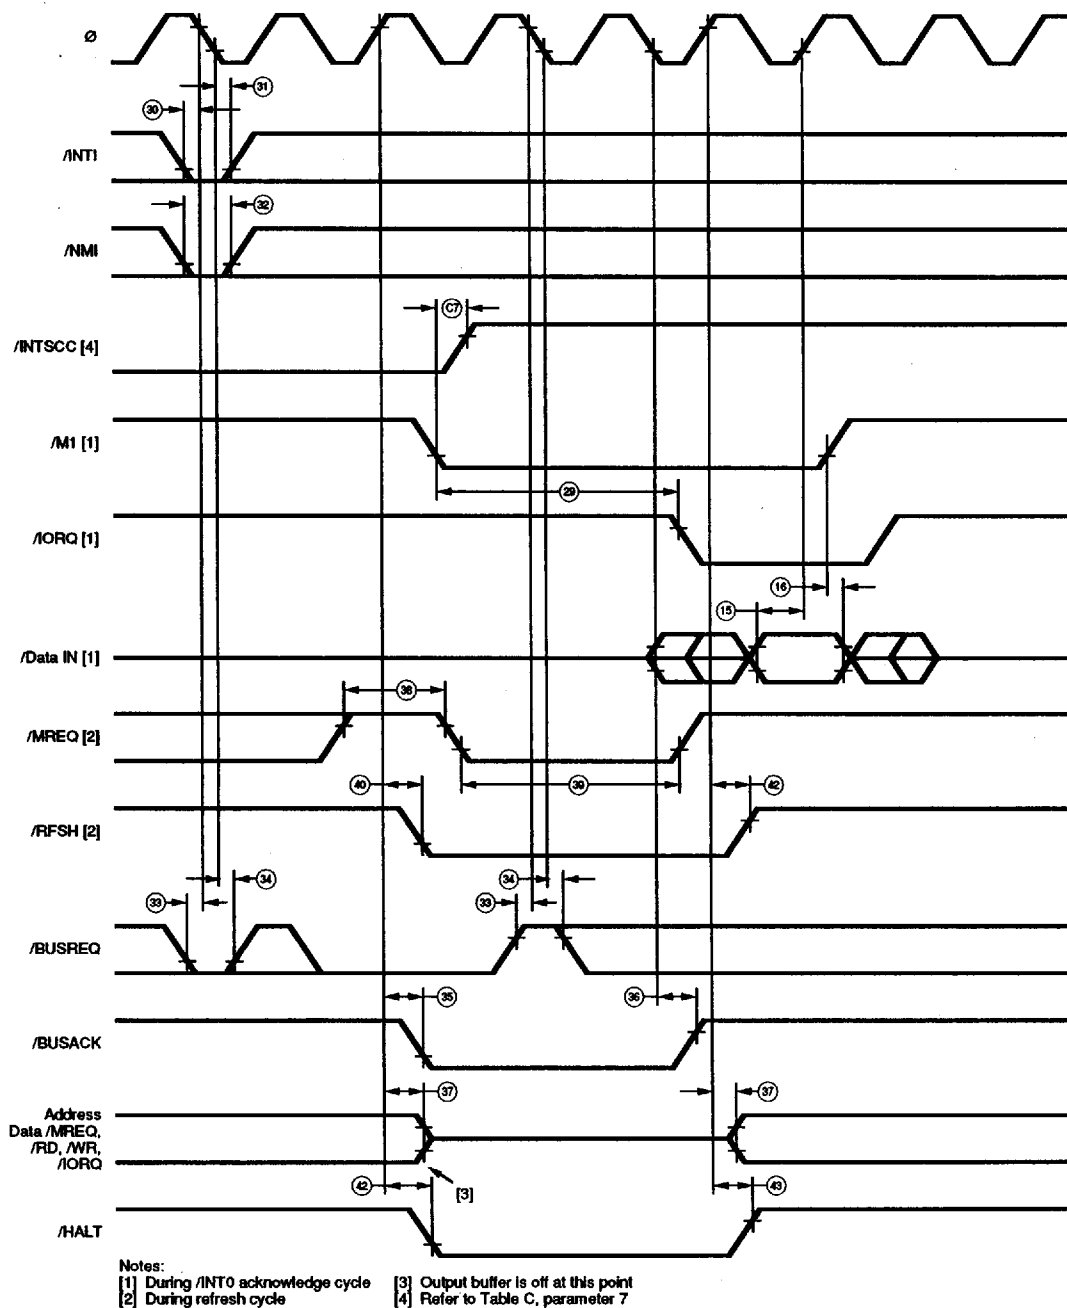 Ø
31
30
/INTI
32
/NMI
C7
/INTSCC [4]
/M1 [1]
29
/IORQ [1]
16
15
/Data IN [1]
38
/MREQ [2]
40
39
42
/RFSH [2]
34
34
33
33
/BUSREQ
35
36
/BUSACK
37
37
Address
Data /MREQ,
/RD, /WR,
/IORQ
[3]
42
43
/HALT
Notes:
[1] During /INT0 acknowledge cycle [3] Output buffer is off at this point
[2] During refresh cycle [4] Refer to Table C, parameter 7